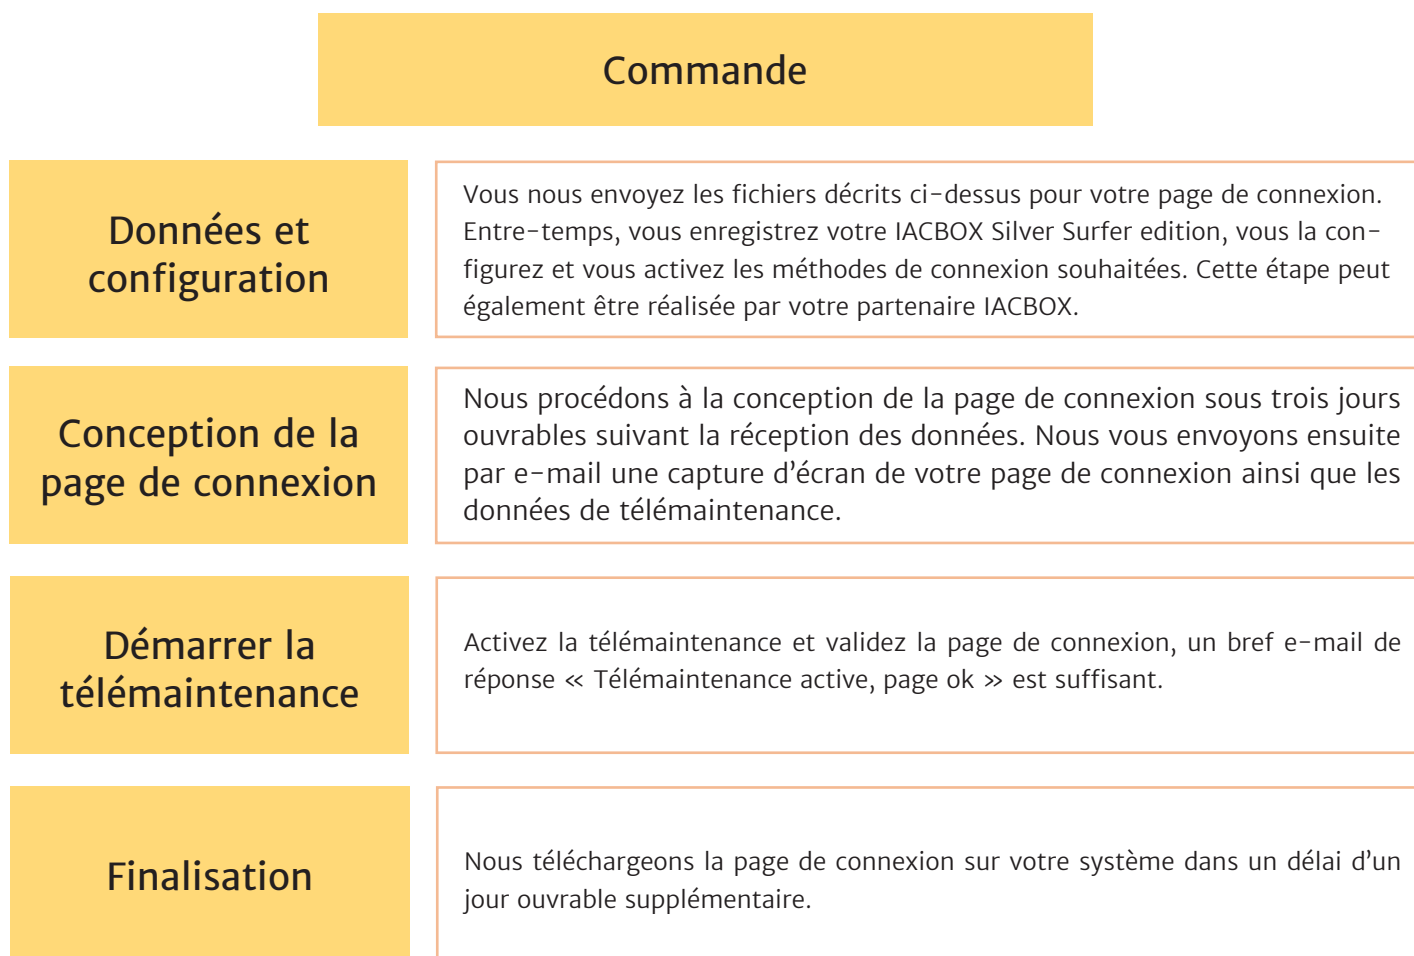 Commande
Données et
configuration
Vous nous envoyez les fichiers décrits ci-dessus pour votre page de connexion.
Entre-temps, vous enregistrez votre IACBOX Silver Surfer edition, vous la con-
figurez et vous activez les méthodes de connexion souhaitées. Cette étape peut
également être réalisée par votre partenaire IACBOX.
Conception de la
page de connexion
Nous procédons à la conception de la page de connexion sous trois jours
ouvrables suivant la réception des données. Nous vous envoyons ensuite
par e-mail une capture d’écran de votre page de connexion ainsi que les
données de télémaintenance.
Démarrer la
télémaintenance
Activez la télémaintenance et validez la page de connexion, un bref e-mail de
réponse « Télémaintenance active, page ok » est suffisant.
Finalisation
Nous téléchargeons la page de connexion sur votre système dans un délai d’un
jour ouvrable supplémentaire.